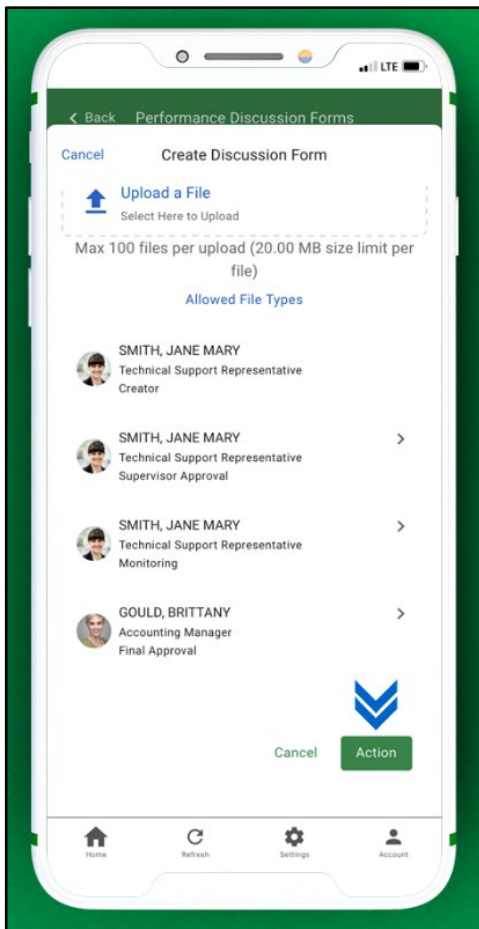 LTE
Back Performance Discussion Forms
Cancel Create Discussion Form
Upload a File
Select Here to Upload
Max 100 files per upload (20.00 MB size limit per
file)
Allowed File Types
SMITH, JANE MARY
Technical Support Representative
Creator
SMITH, JANE MARY
Technical Support Representative
Supervisor Approval
SMITH, JANE MARY
Technical Support Representative
Monitoring
GOULD, BRITTANY
Accounting Manager
Final Approval
Cancel Action
Home Refresh Settings Account